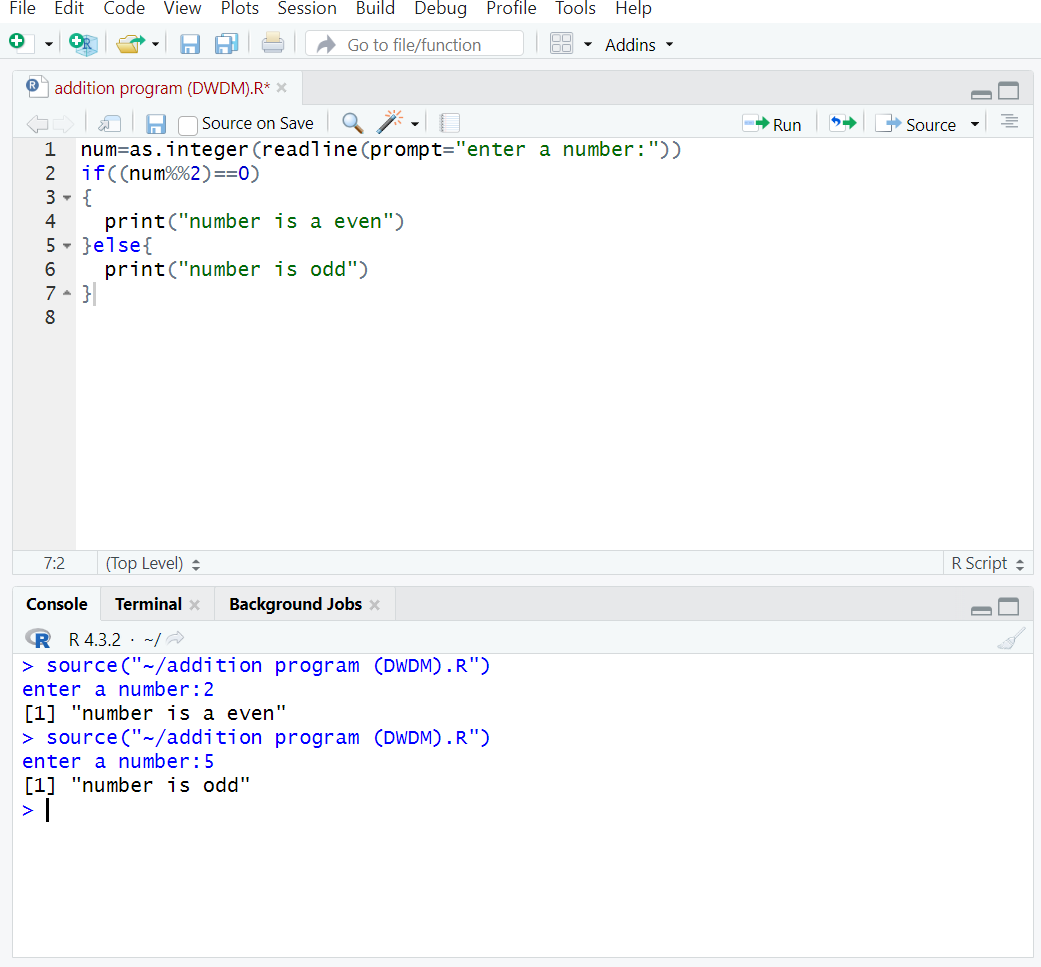 File Edit Code View Plots Session Build Debug Profile Tools Help
R Go to file/function Addins
R addition program (DWDM).R*
Source on Save Run Source
1 num=as.integer(readline(prompt="enter a number:"))
2 if((num%%2)==0)
3 {
4 print("number is a even")
5 }else{
6 print("number is odd")
7 }
8
7:2 (Top Level) R Script
Console Terminal Background Jobs
R R 4.3.2 · ~/
> source("~/addition program (DWDM).R")
enter a number:2
[1] "number is a even"
> source("~/addition program (DWDM).R")
enter a number:5
[1] "number is odd"
>